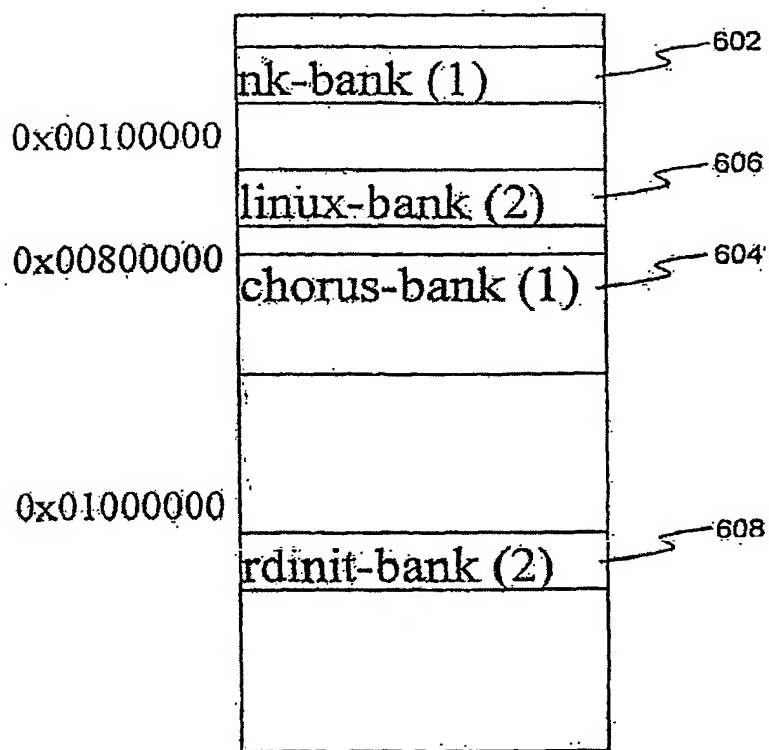 602
nk-bank (1)
0x00100000
606
linux-bank (2)
0x00800000
604
chorus-bank (1)
0x01000000
608
rdinit-bank (2)